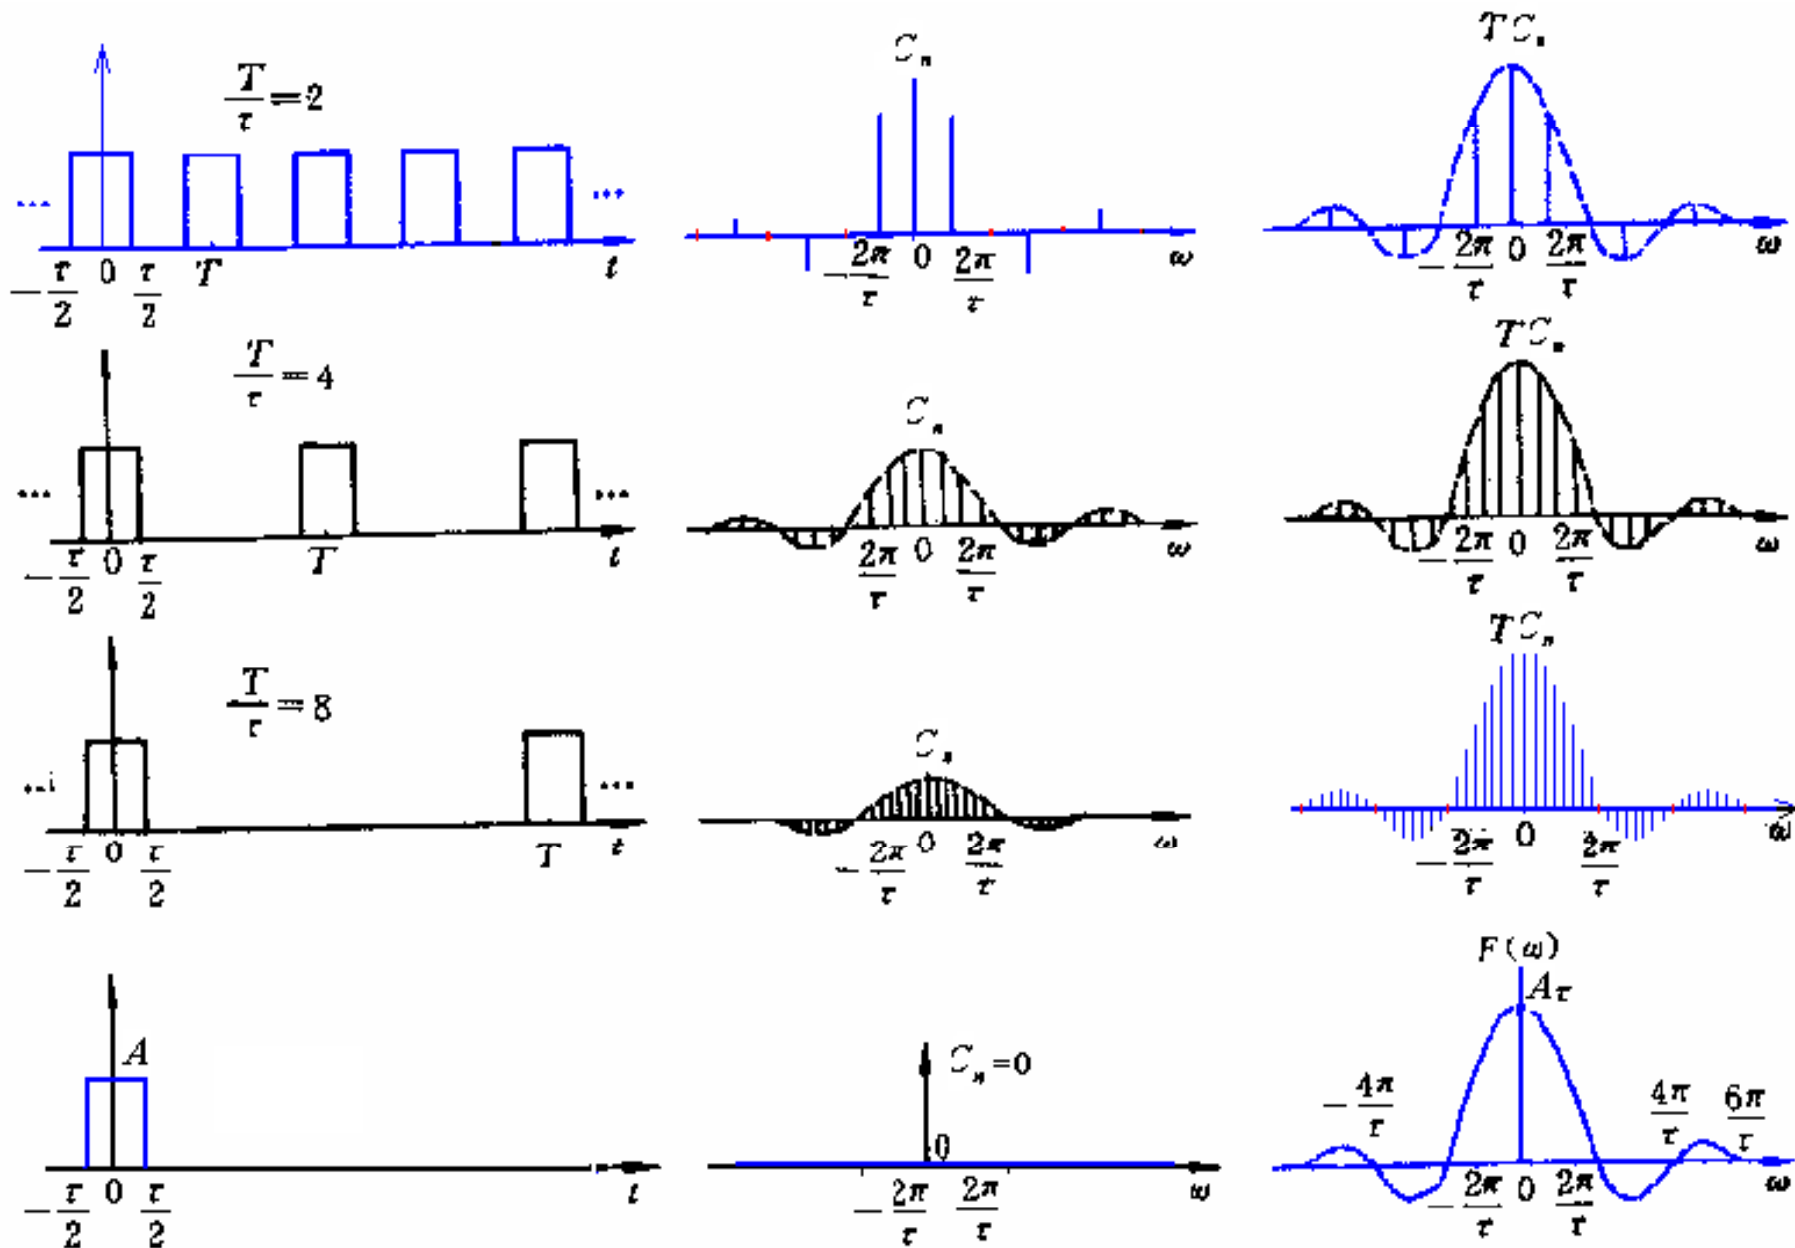 T/τ=2
C_n
TC_n
... ...
-τ/2 0 τ/2 T t
-2π/τ 0 2π/τ ω
-2π/τ 0 2π/τ ω
T/τ=4
C_n
TC_n
... ...
-τ/2 0 τ/2 T t
2π/τ 0 2π/τ ω
-2π/τ 0 2π/τ ω
T/τ=8
C_n
TC_n
... ...
-τ/2 0 τ/2 T t
-2π/τ 0 2π/τ ω
-2π/τ 0 2π/τ ω
A
C_n=0
F(ω)
Aτ
-4π/τ 4π/τ 6π/τ
-τ/2 0 τ/2 t
-2π/τ 0 2π/τ ω
-2π/τ 0 2π/τ ω